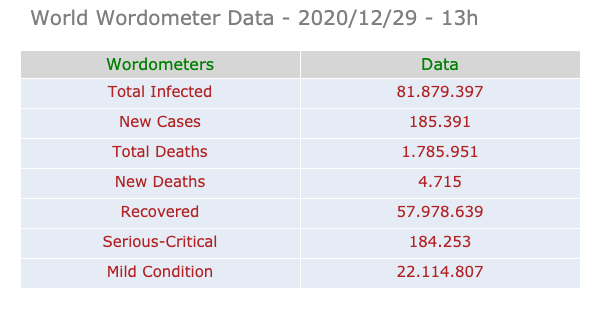 World Wordometer Data - 2020/12/29 - 13h
Wordometers Data
Total Infected 81.879.397
New Cases 185.391
Total Deaths 1.785.951
New Deaths 4.715
Recovered 57.978.639
Serious-Critical 184.253
Mild Condition 22.114.807